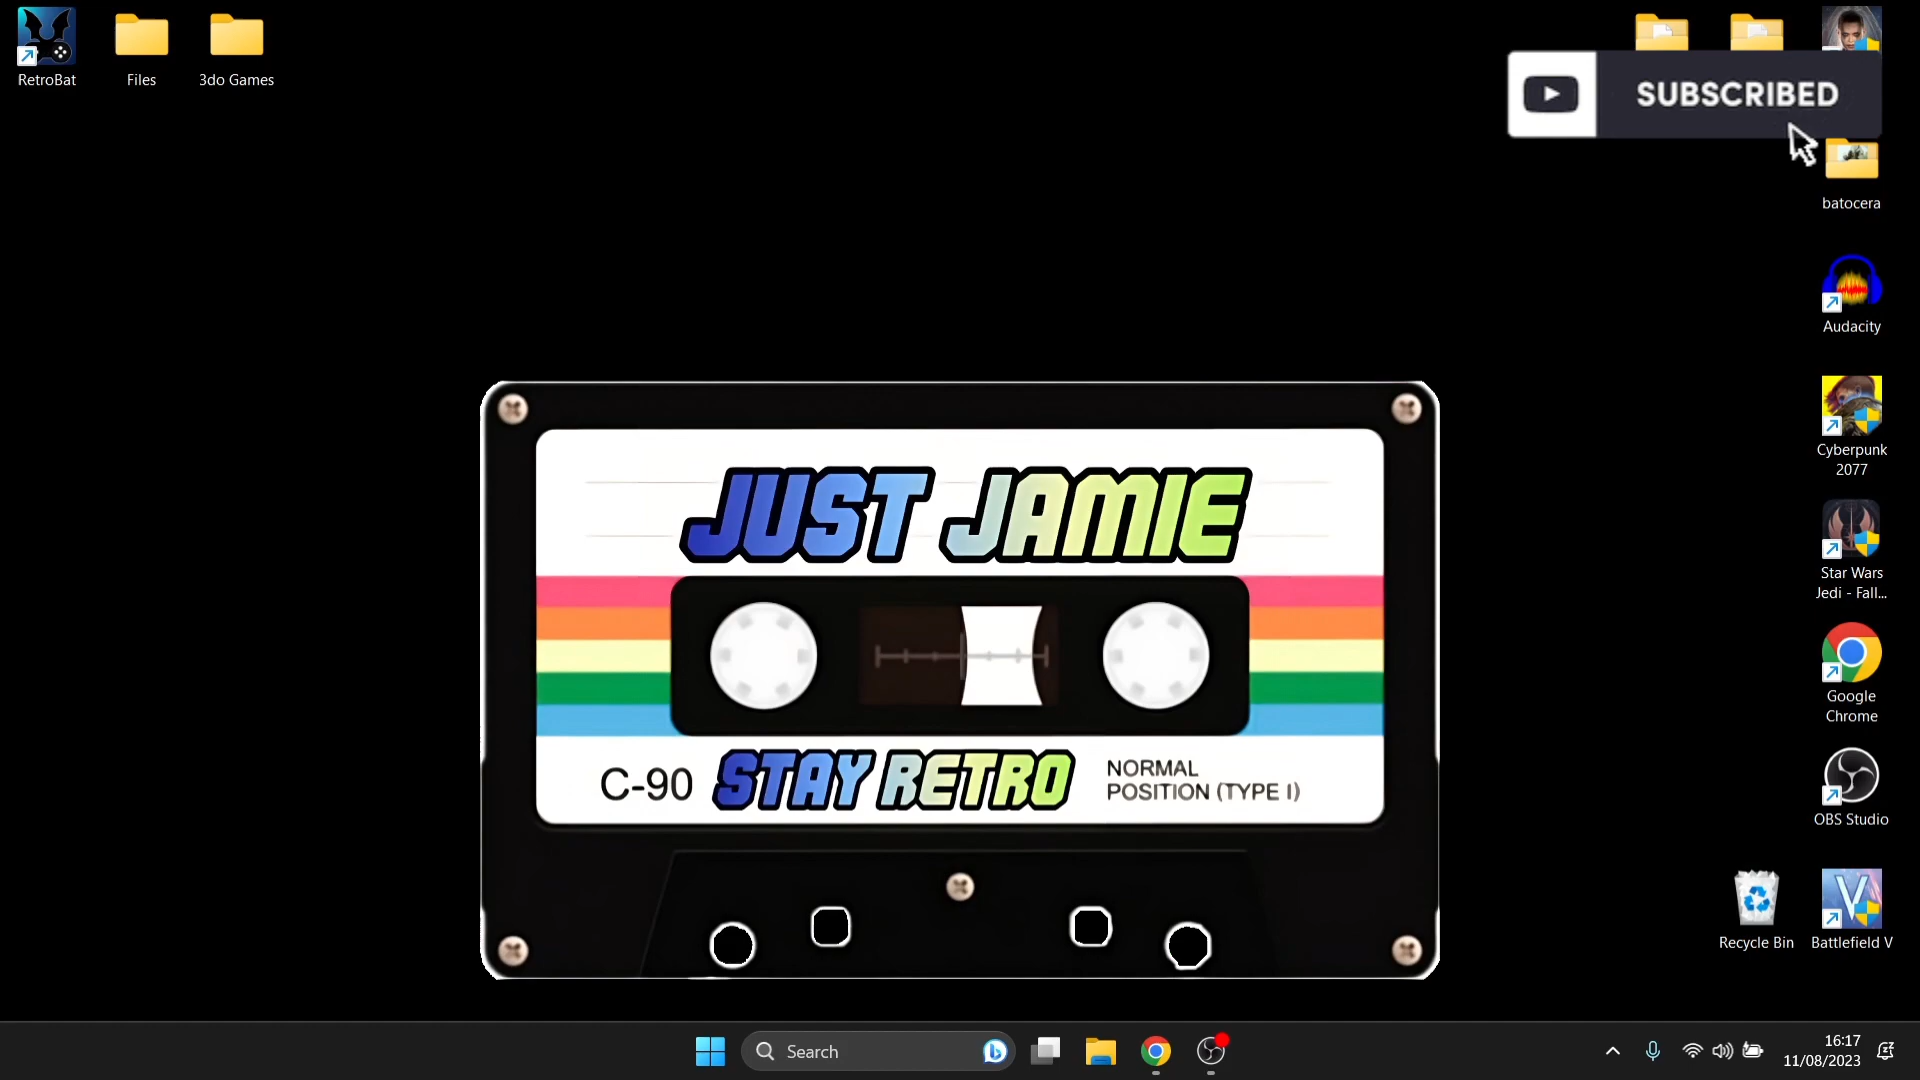 RetroBat
Files
3do Games
SUBSCRIBED
batocera
Audacity
Cyberpunk
2077
Star Wars
Jedi - Fall...
Google
Chrome
OBS Studio
Recycle Bin
Battlefield V
JUST JAMIE
C-90
STAY RETRO
NORMAL
POSITION (TYPE I)
Search
16:17
11/08/2023